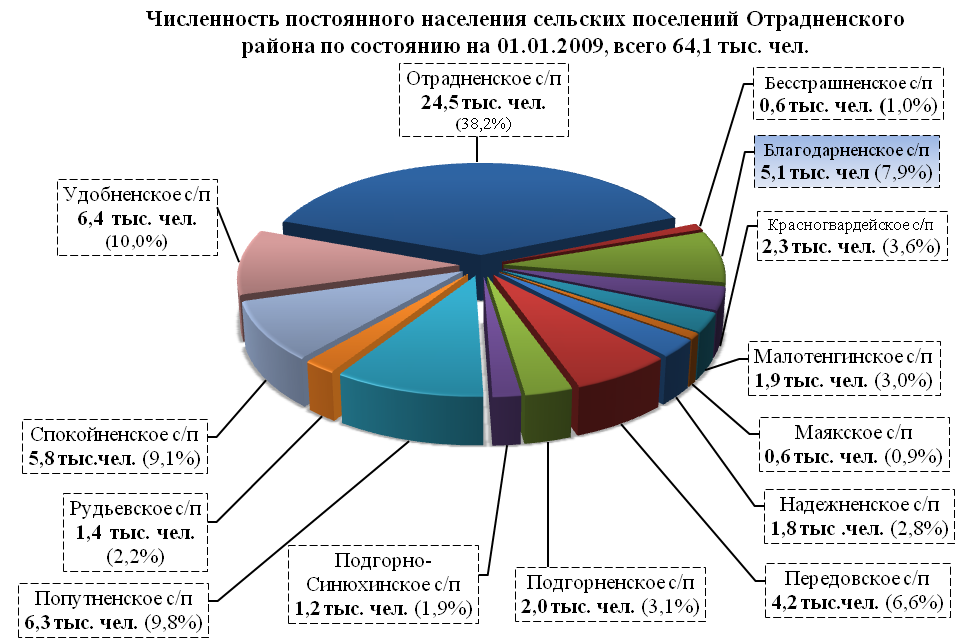 Численность постоянного населения сельских поселений Отрадненского
района по состоянию на 01.01.2009, всего 64,1 тыс. чел.
Отрадненское с/п
24,5 тыс. чел.
(38,2%)
Бесстрашненское с/п
0,6 тыс. чел. (1,0%)
Благодарненское с/п
5,1 тыс. чел (7,9%)
Красногвардейское с/п
2,3 тыс. чел. (3,6%)
Малотенгинское с/п
1,9 тыс. чел. (3,0%)
Маякское с/п
0,6 тыс. чел. (0,9%)
Надежненское с/п
1,8 тыс .чел. (2,8%)
Передовское с/п
4,2 тыс.чел. (6,6%)
Подгорненское с/п
2,0 тыс. чел. (3,1%)
Подгорно-
Синюхинское с/п
1,2 тыс. чел. (1,9%)
Попутненское с/п
6,3 тыс. чел. (9,8%)
Рудьевское с/п
1,4 тыс. чел.
(2,2%)
Спокойненское с/п
5,8 тыс.чел. (9,1%)
Удобненское с/п
6,4 тыс. чел.
(10,0%)